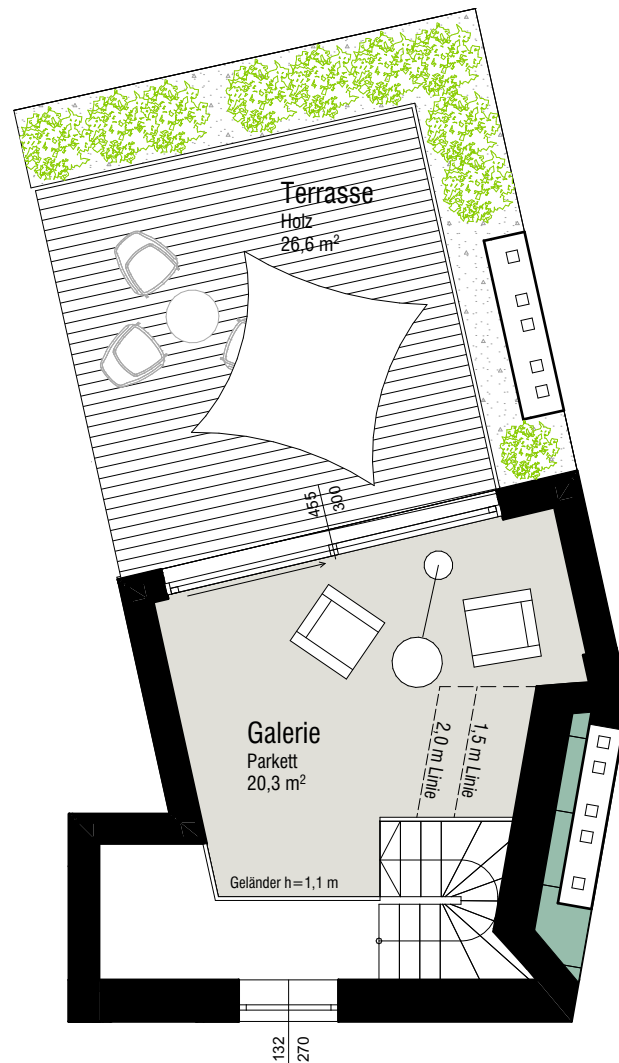 Terrasse
Holz
26,6 m²
455
300
Galerie
Parkett
20,3 m²
2,0 m Linie
1,5 m Linie
Geländer h=1,1 m
132
270